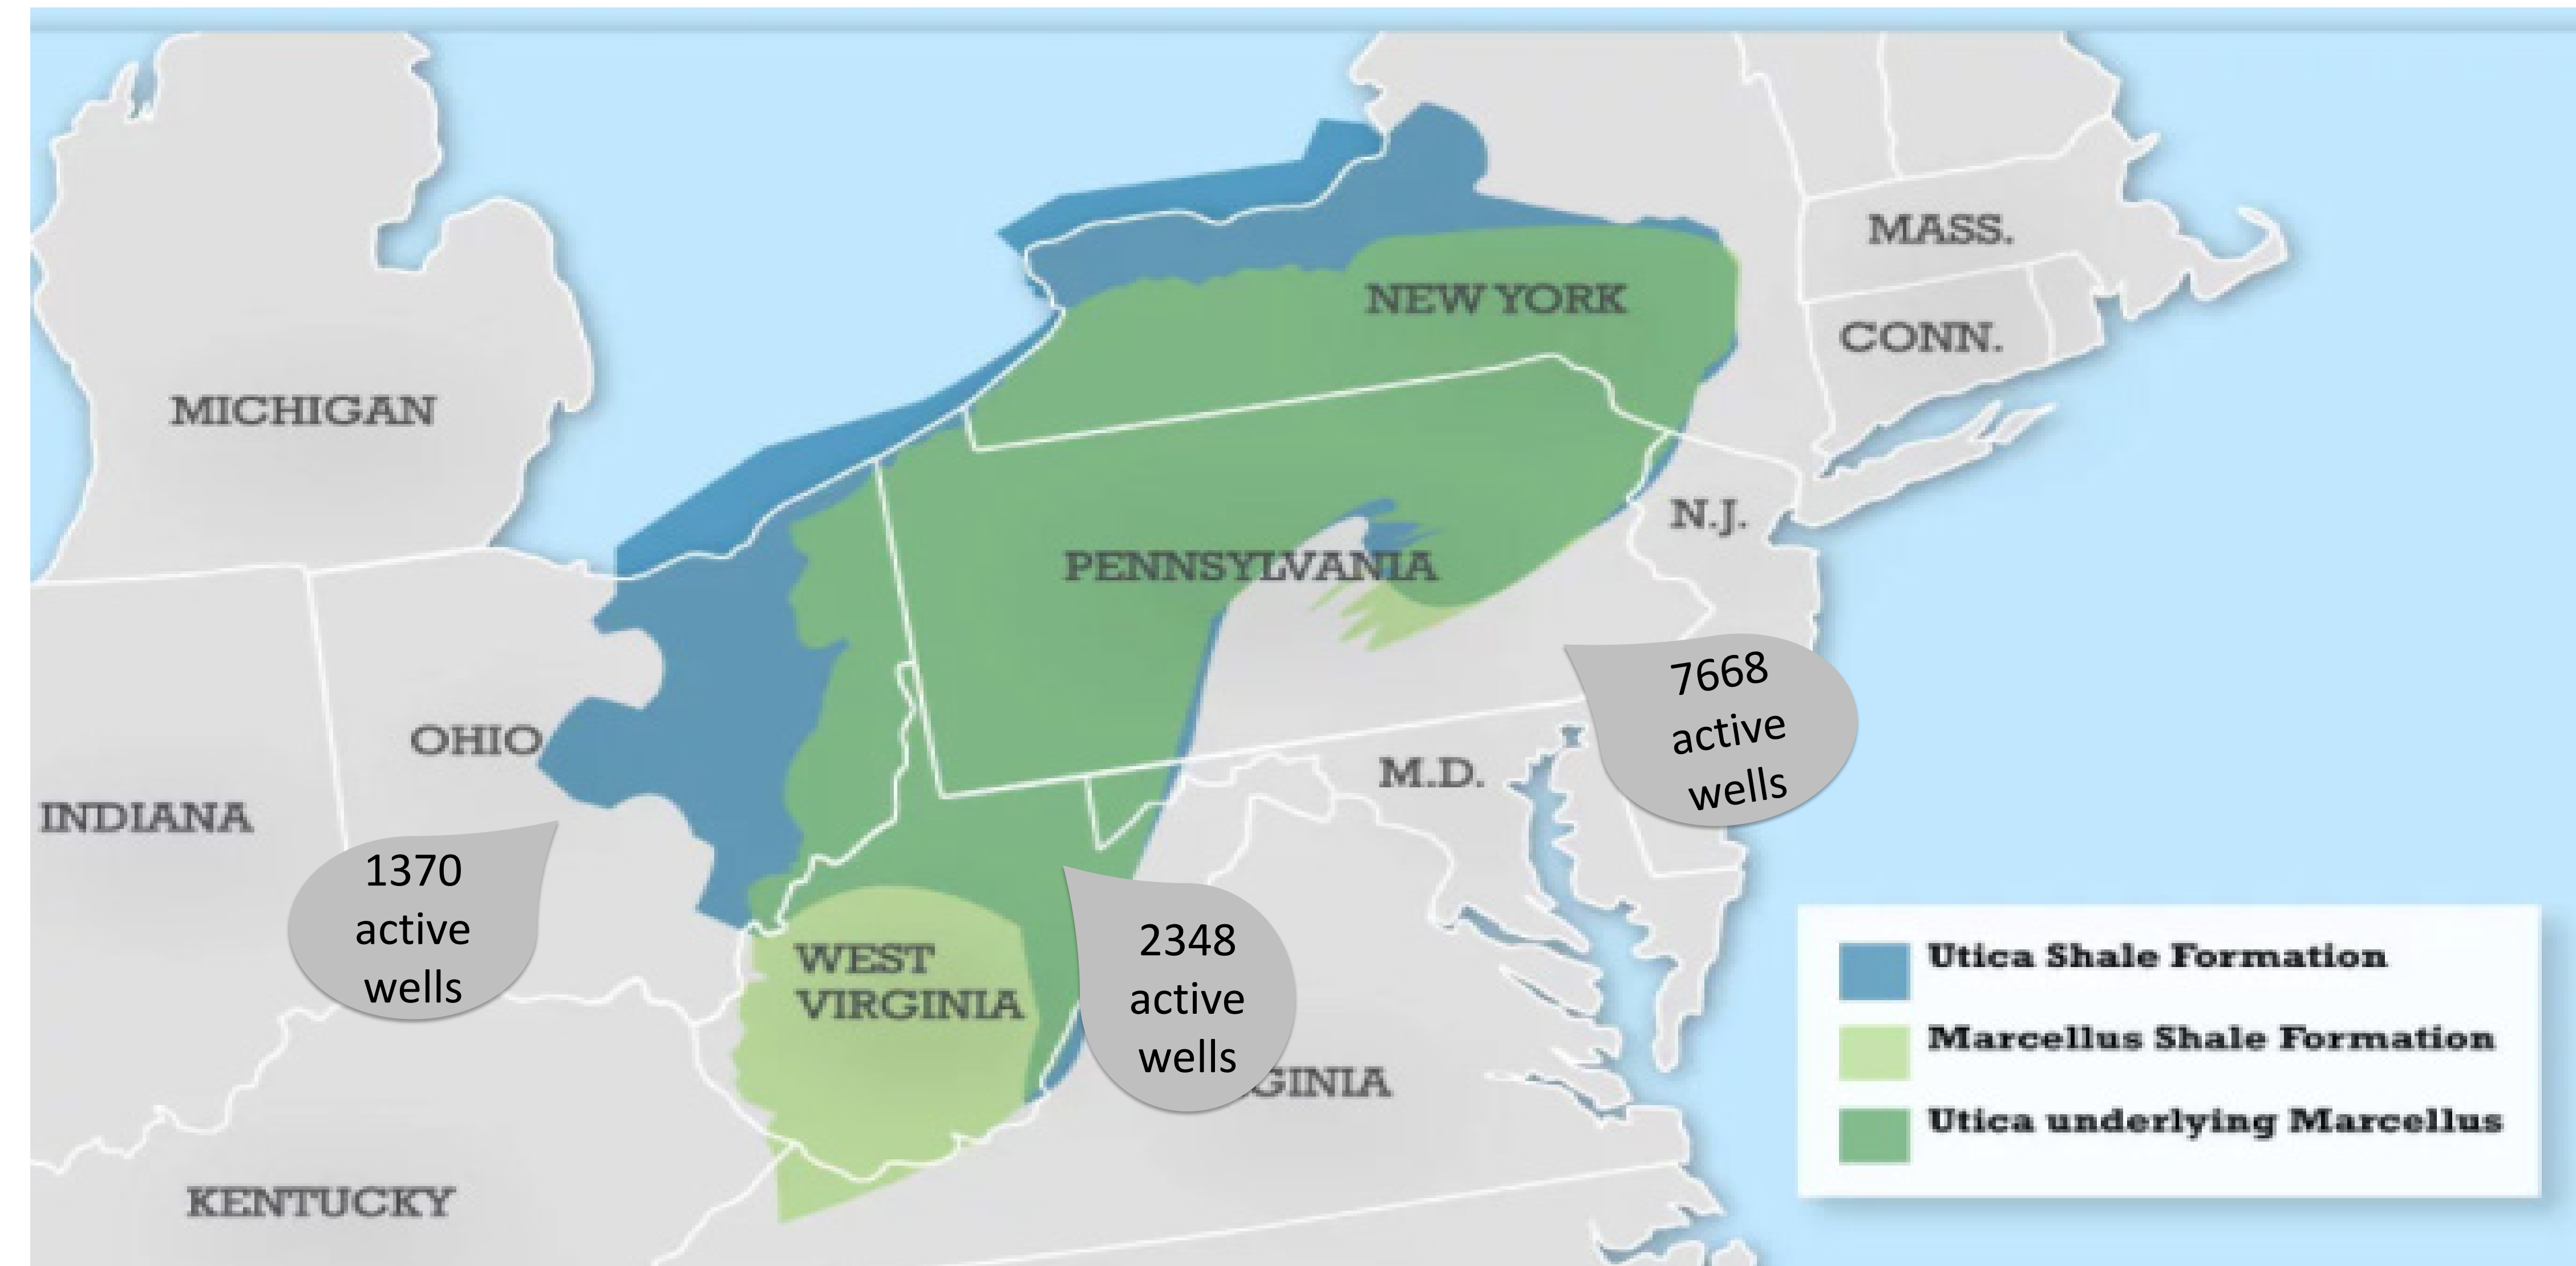 MASS.
NEW YORK
CONN.
MICHIGAN
N.J.
PENNSYLVANIA
7668
active
wells
OHIO
M.D.
INDIANA
1370
active
wells
2348
active
wells
WEST
VIRGINIA
GINIA
KENTUCKY
Utica Shale Formation
Marcellus Shale Formation
Utica underlying Marcellus